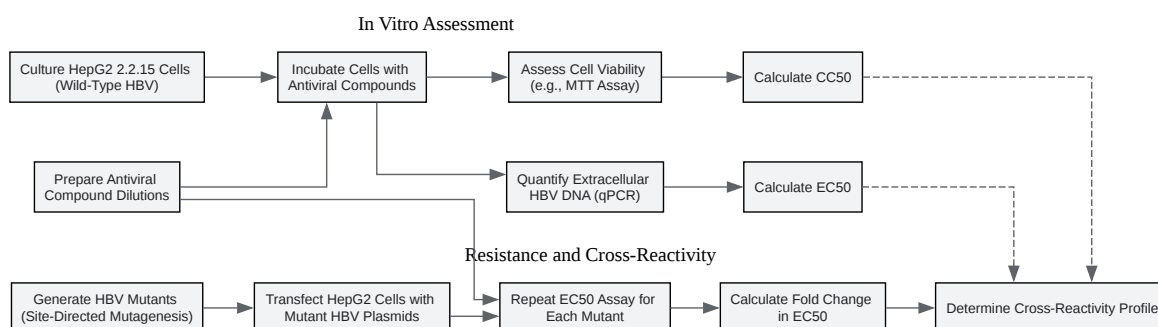 In Vitro Assessment
Culture HepG2 2.2.15 Cells
(Wild-Type HBV)
Incubate Cells with
Antiviral Compounds
Assess Cell Viability
(e.g., MTT Assay)
Calculate CC50
Prepare Antiviral
Compound Dilutions
Quantify Extracellular
HBV DNA (qPCR)
Calculate EC50
Resistance and Cross-Reactivity
Generate HBV Mutants
(Site-Directed Mutagenesis)
Transfect HepG2 Cells with
Mutant HBV Plasmids
Repeat EC50 Assay for
Each Mutant
Calculate Fold Change
in EC50
Determine Cross-Reactivity Profile